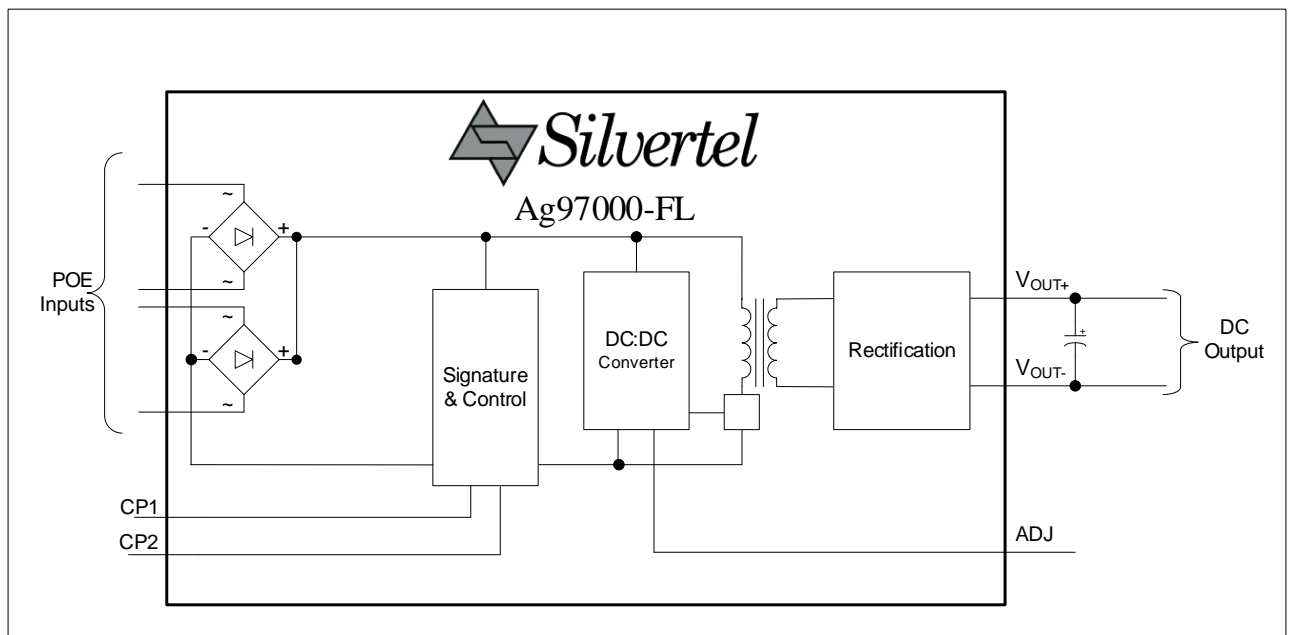 Silvertel
Ag97000-FL
POE
Inputs
~
-
+
~
~
-
+
~
Signature
& Control
DC:DC
Converter
Rectification
VOUT+
+
VOUT-
DC
Output
CP1
CP2
ADJ